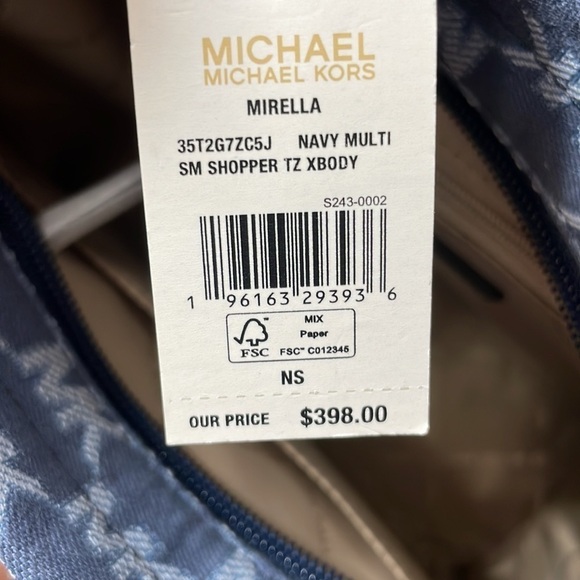 MICHAEL
MICHAEL KORS
MIRELLA
35T2G7ZC5J NAVY MULTI
SM SHOPPER TZ XBODY
S243-0002
1 96163 29393 6
MIX
Paper
FSC™ C012345
FSC
NS
OUR PRICE $398.00